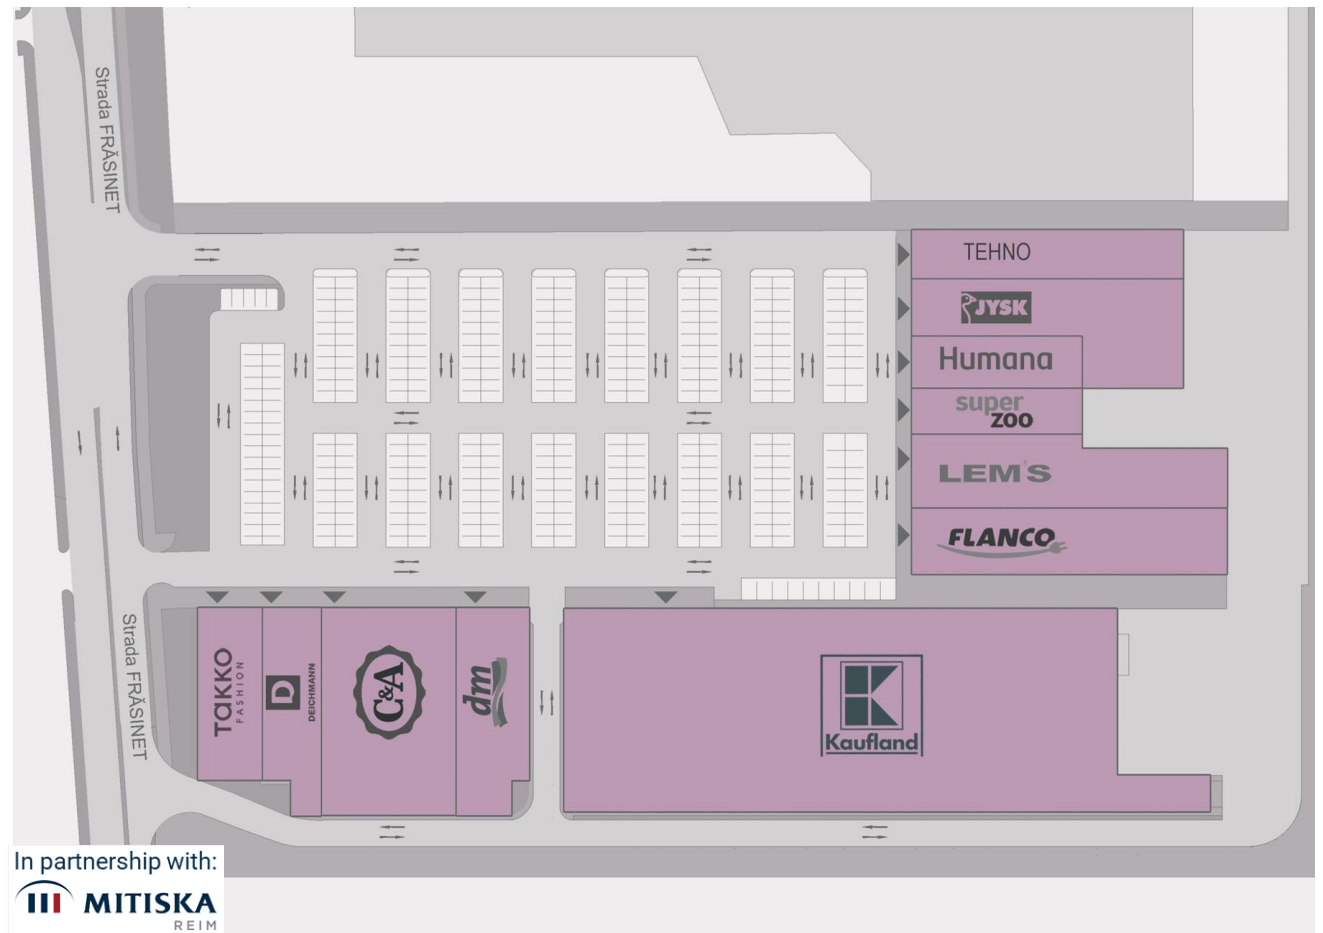 Strada FRĂSINET
TEHNO
JYSK
Humana
super
zoo
LEM'S
FLANCO
Strada FRĂSINET
TAKKO
FASHION
D
DEICHMANN
C&A
dm
K
Kaufland
In partnership with:
MITISKA
REIM